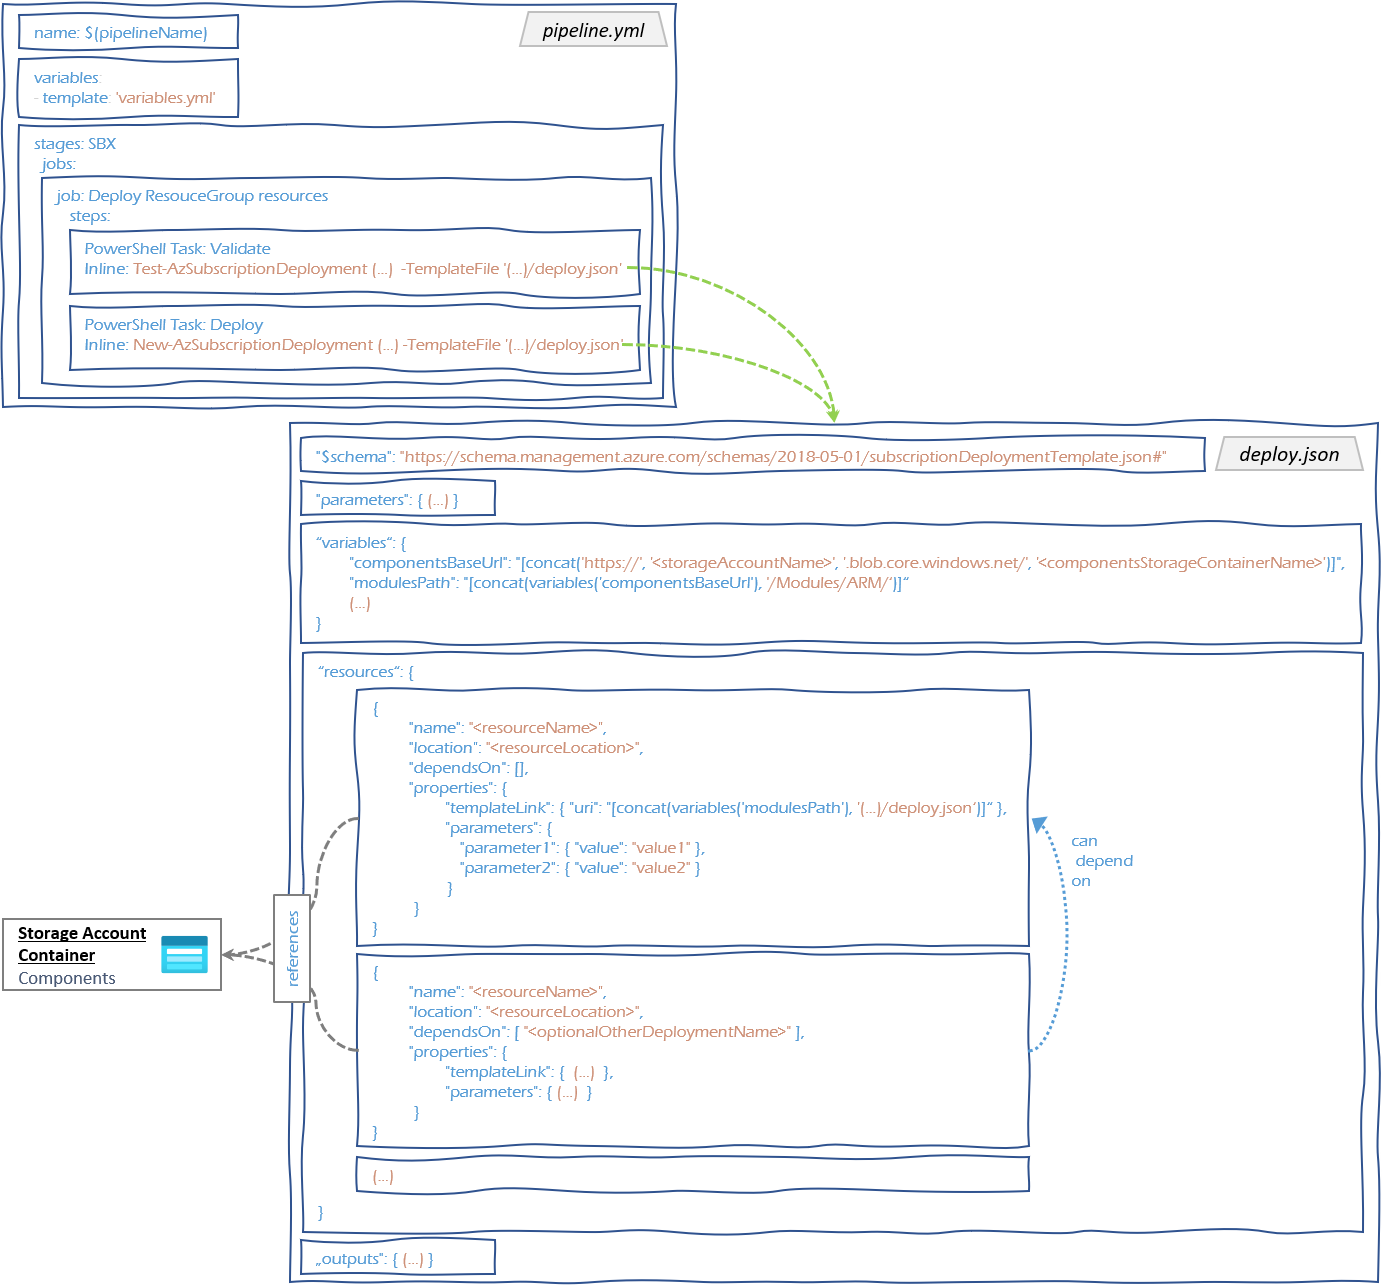 pipeline.yml
name: $(pipelineName)
variables:
- template: 'variables.yml'
stages: SBX
jobs:
job: Deploy ResouceGroup resources
steps:
PowerShell Task: Validate
Inline: Test-AzSubscriptionDeployment (...)  -TemplateFile '(...)/deploy.json'
PowerShell Task: Deploy
Inline: New-AzSubscriptionDeployment (...) -TemplateFile '(...)/deploy.json'
deploy.json
"$schema": "https://schema.management.azure.com/schemas/2018-05-01/subscriptionDeploymentTemplate.json#"
"parameters": { (...) }
“variables“: {
"componentsBaseUrl": "[concat('https://', '<storageAccountName>', '.blob.core.windows.net/', '<componentsStorageContainerName>')]",
"modulesPath": "[concat(variables('componentsBaseUrl'), '/Modules/ARM/‘)]“
(...)
}
“resources“: {
{
"name": "<resourceName>",
"location": "<resourceLocation>",
"dependsOn": [],
"properties": {
"templateLink": { "uri": "[concat(variables('modulesPath'), '(...)/deploy.json‘)]“ },
"parameters": {
"parameter1": { "value": "value1" },
"parameter2": { "value": "value2" }
}
}
}
can
depend
on
references
Storage Account
Container
Components
{
"name": "<resourceName>",
"location": "<resourceLocation>",
"dependsOn": [ "<optionalOtherDeploymentName>" ],
"properties": {
"templateLink": {  (...)  },
"parameters": { (...)  }
}
}
(...)
}
„outputs": { (...) }